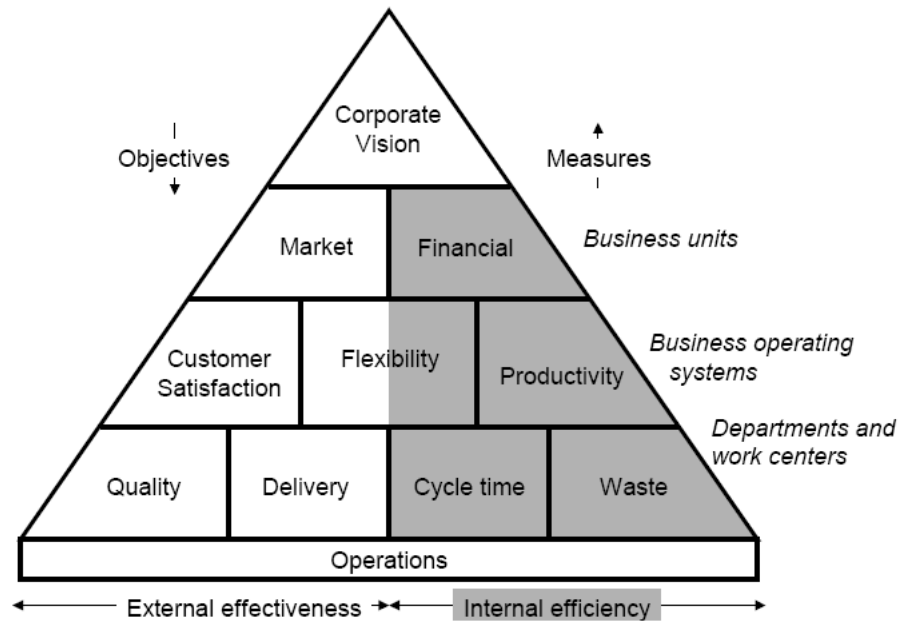 Corporate
Vision
Objectives
Measures
Market
Financial
Business units
Customer
Satisfaction
Flexibility
Productivity
Business operating
systems
Quality
Delivery
Cycle time
Waste
Departments and
work centers
Operations
External effectiveness
Internal efficiency